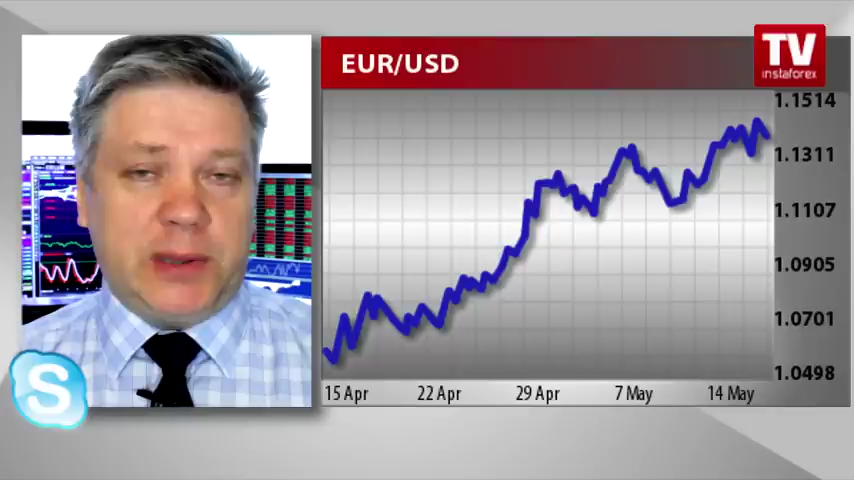 EUR/USD
TV
instaforex
1.1514
1.1311
1.1107
1.0905
1.0701
1.0498
15 Apr 22 Apr 29 Apr 7 May 14 May
S